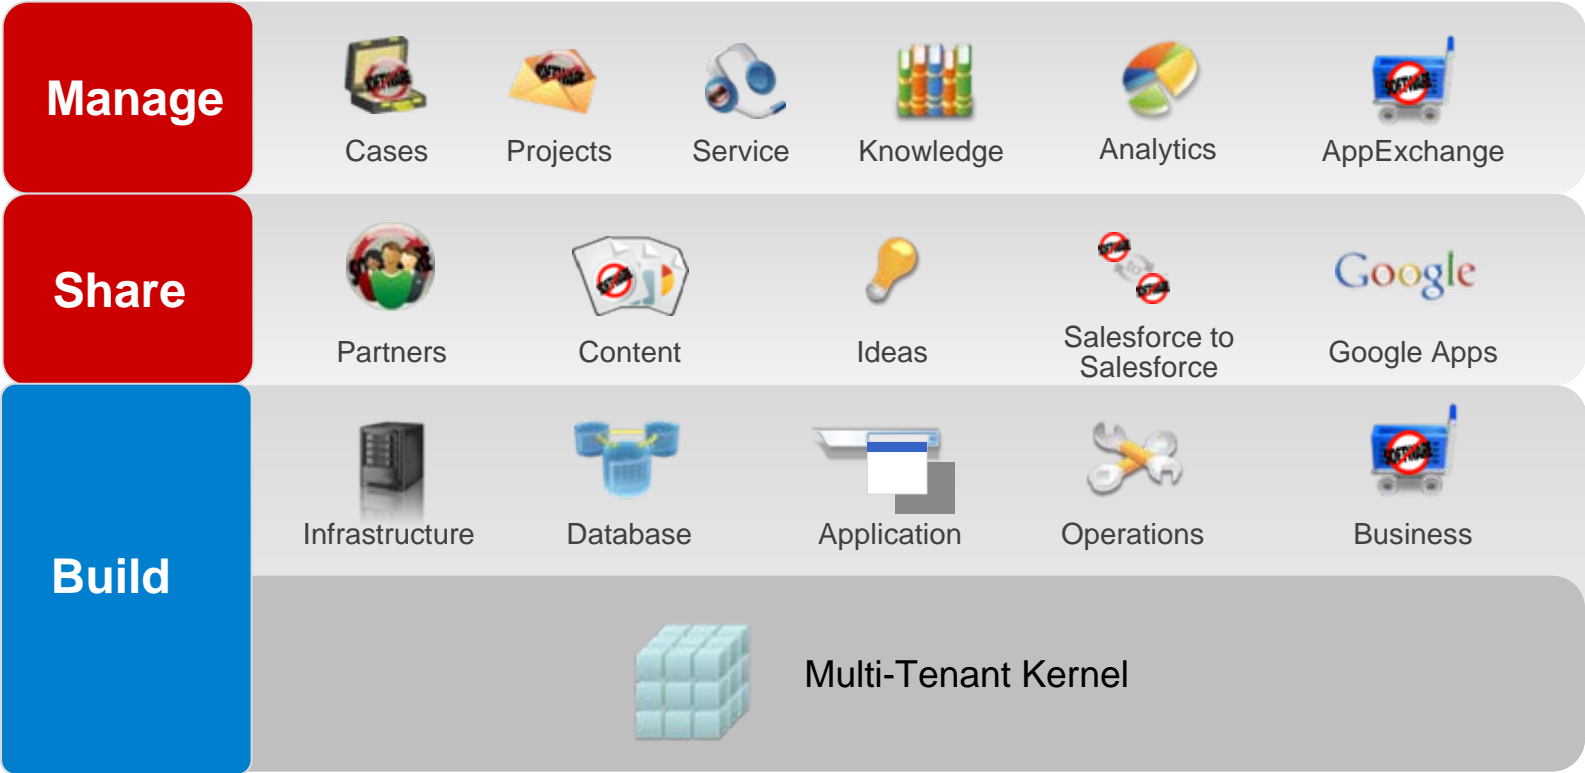 Manage
Cases
Projects
Service
Knowledge
Analytics
AppExchange
Share
Google
Partners
Content
Ideas
Salesforce to
Salesforce
Google Apps
Build
SOFTWARE
Infrastructure
Database
Application
Operations
Business
Multi-Tenant Kernel